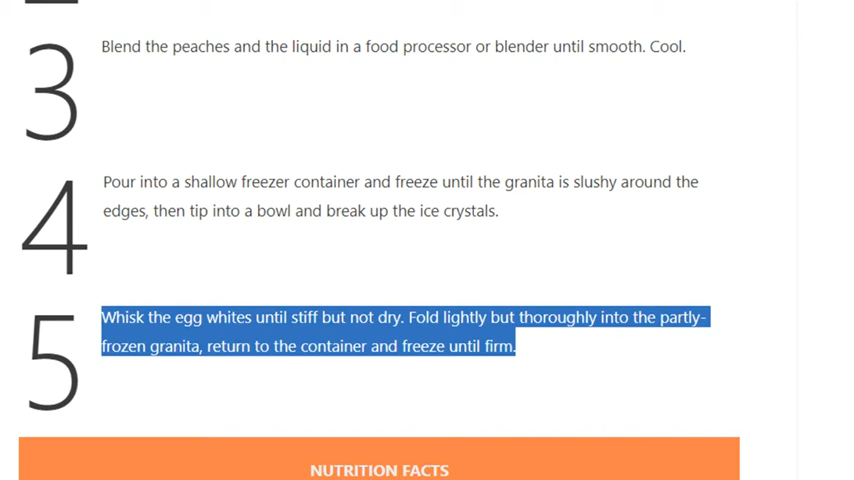 3
Blend the peaches and the liquid in a food processor or blender until smooth. Cool.
4
Pour into a shallow freezer container and freeze until the granita is slushy around the
edges, then tip into a bowl and break up the ice crystals.
5
Whisk the egg whites until stiff but not dry. Fold lightly but thoroughly into the partly-
frozen granita, return to the container and freeze until firm.
NUTRITION FACTS